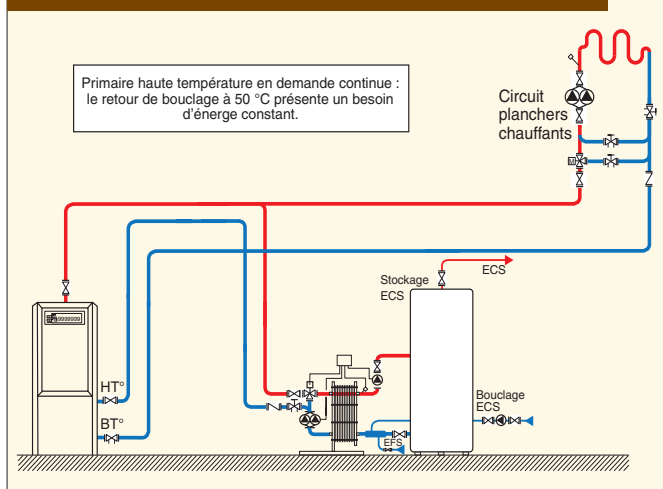 Primaire haute température en demande continue :
le retour de bouclage à 50 °C présente un besoin
d'énerge constant.
Circuit
planchers
chauffants
M
Stockage
ECS
ECS
HT°
BT°
Bouclage
ECS
EFS